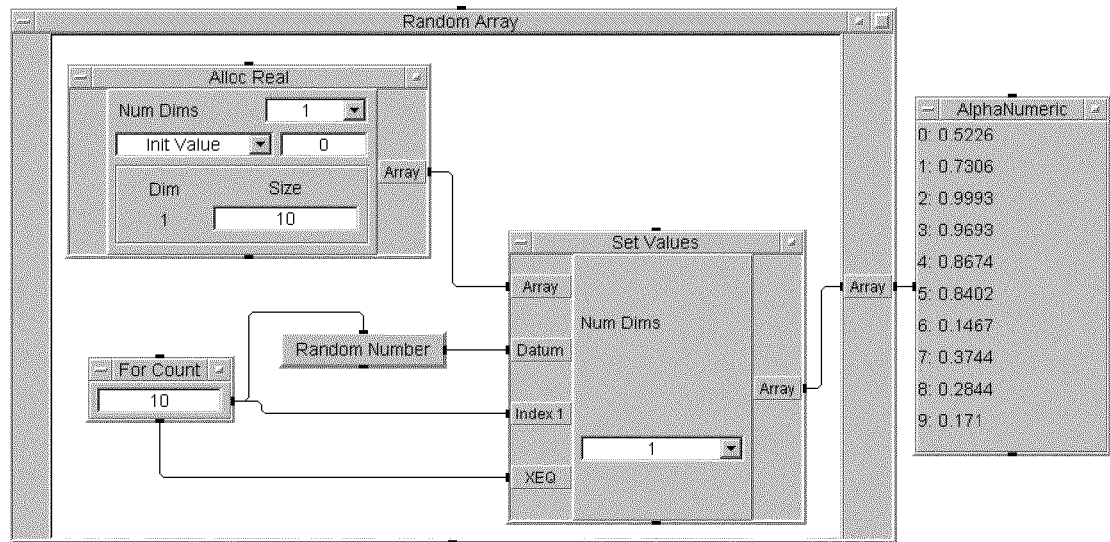 Random Array
Alloc Real
Num Dims 1
Init Value 0
Dim Size
1 10
Array
For Count
10
Random Number
Set Values
Array
Datum
Index 1
XEQ
Num Dims
1
Array
Array
AlphaNumeric
0: 0.5226
1: 0.7306
2: 0.9993
3: 0.9693
4: 0.8674
5: 0.8402
6: 0.1467
7: 0.3744
8: 0.2844
9: 0.171